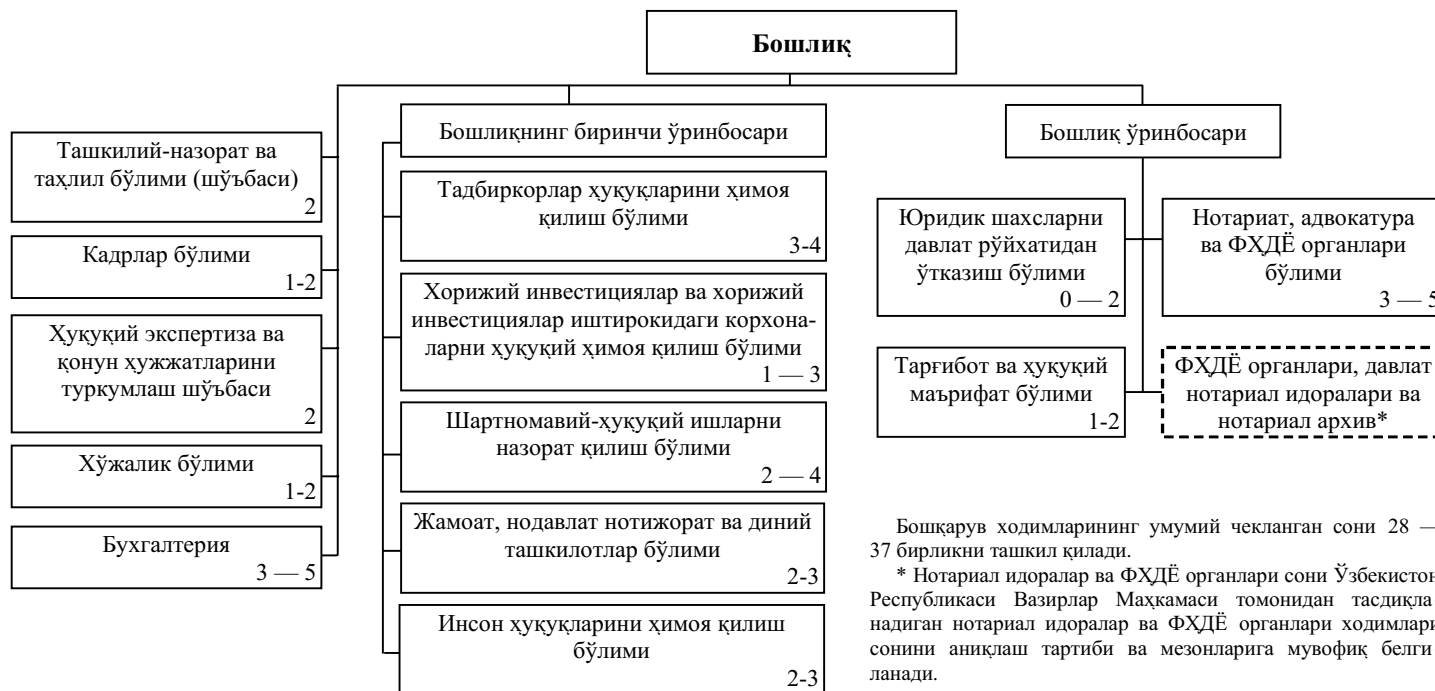 Бошлиқ
Ташкилий-назорат ва
таҳлил бўлими (шўъбаси)
2
Кадрлар бўлими
1-2
Ҳуқуқий экспертиза ва
қонун ҳужжатларини
туркумлаш шўъбаси
2
Хўжалик бўлими
1-2
Бухгалтерия
3 — 5
Бошлиқнинг биринчи ўринбосари
Тадбиркорлар ҳуқуқларини ҳимоя
қилиш бўлими
3-4
Хорижий инвестициялар ва хорижий
инвестициялар иштирокидаги корхона-
ларни ҳуқуқий ҳимоя қилиш бўлими
1 — 3
Шартномавий-ҳуқуқий ишларни
назорат қилиш бўлими
2 — 4
Жамоат, нодавлат нотижорат ва диний
ташкилотлар бўлими
2-3
Инсон ҳуқуқларини ҳимоя қилиш
бўлими
2-3
Бошлиқ ўринбосари
Юридик шахсларни
давлат рўйхатидан
ўтказиш бўлими
0 — 2
Нотариат, адвокатура
ва ФҲДЁ органлари
бўлими
3 — 5
Тарғибот ва ҳуқуқий
маърифат бўлими
1-2
ФҲДЁ органлари, давлат
нотариал идоралари ва
нотариал архив*
Бошқарув ходимларининг умумий чекланган сони 28 —
37 бирликни ташкил қилади.
* Нотариал идоралар ва ФҲДЁ органлари сони Ўзбекистон
Республикаси Вазирлар Маҳкамаси томонидан тасдиқла
надиган нотариал идоралар ва ФҲДЁ органлари ходимлари
сонини аниқлаш тартиби ва мезонларига мувофиқ белги
ланади.